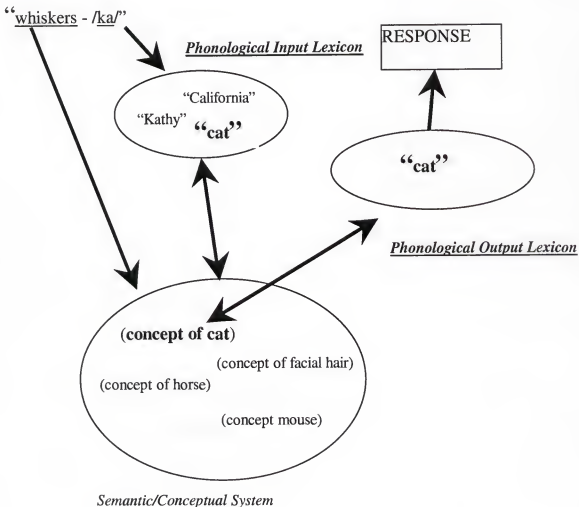 “whiskers - /ka/”
Phonological Input Lexicon
RESPONSE
“California”
“Kathy” “cat”
“cat”
Phonological Output Lexicon
(concept of cat)
(concept of facial hair)
(concept of horse)
(concept mouse)
Semantic/Conceptual System